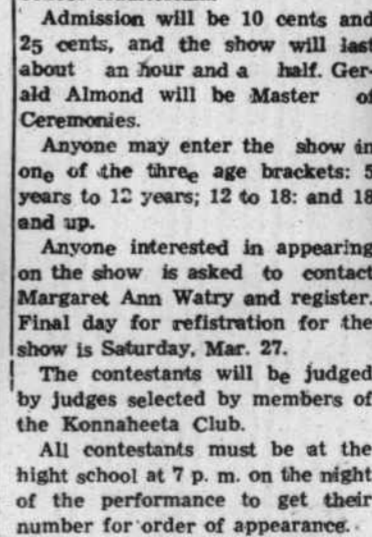 Admission will be 10 cents and
25 cents, and the show will last
about an hour and a half. Ger-
ald Almond will be Master of
Ceremonies.
Anyone may enter the show in
one of the three age brackets: 5
years to 12 years; 12 to 18: and 18
and up.
Anyone interested in appearing
on the show is asked to contact
Margaret Ann Watry and register.
Final day for refistration for the
show is Saturday, Mar. 27.
The contestants will be judged
by judges selected by members of
the Konnaheeta Club.
All contestants must be at the
hight school at 7 p. m. on the night
of the performance to get their
number for order of appearance.